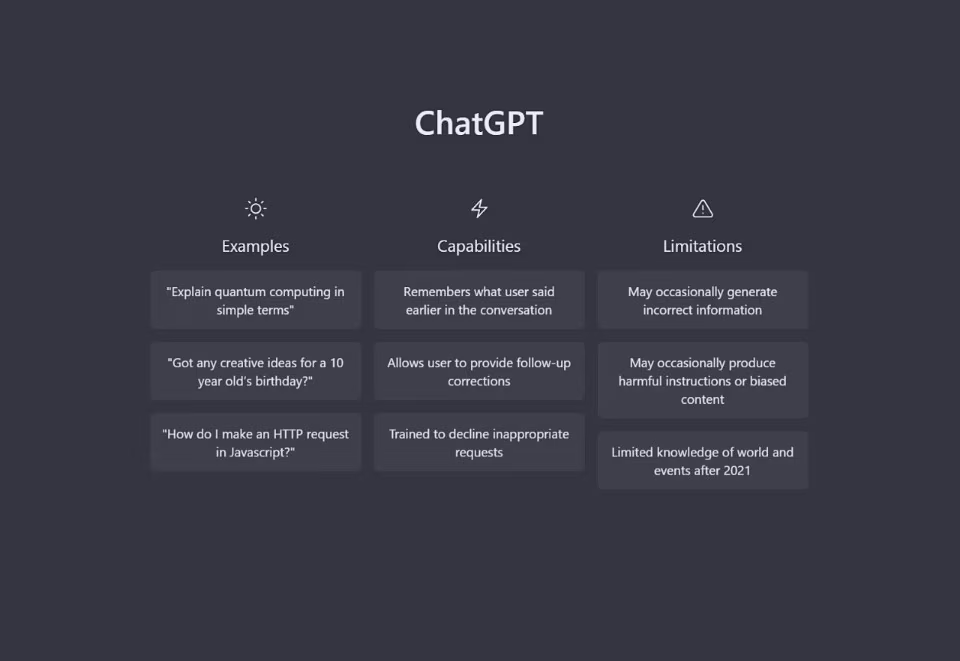 ChatGPT
Examples
"Explain quantum computing in
simple terms"
"Got any creative ideas for a 10
year old's birthday?"
"How do I make an HTTP request
in Javascript?"
Capabilities
Remembers what user said
earlier in the conversation
Allows user to provide follow-up
corrections
Trained to decline inappropriate
requests
Limitations
May occasionally generate
incorrect information
May occasionally produce
harmful instructions or biased
content
Limited knowledge of world and
events after 2021